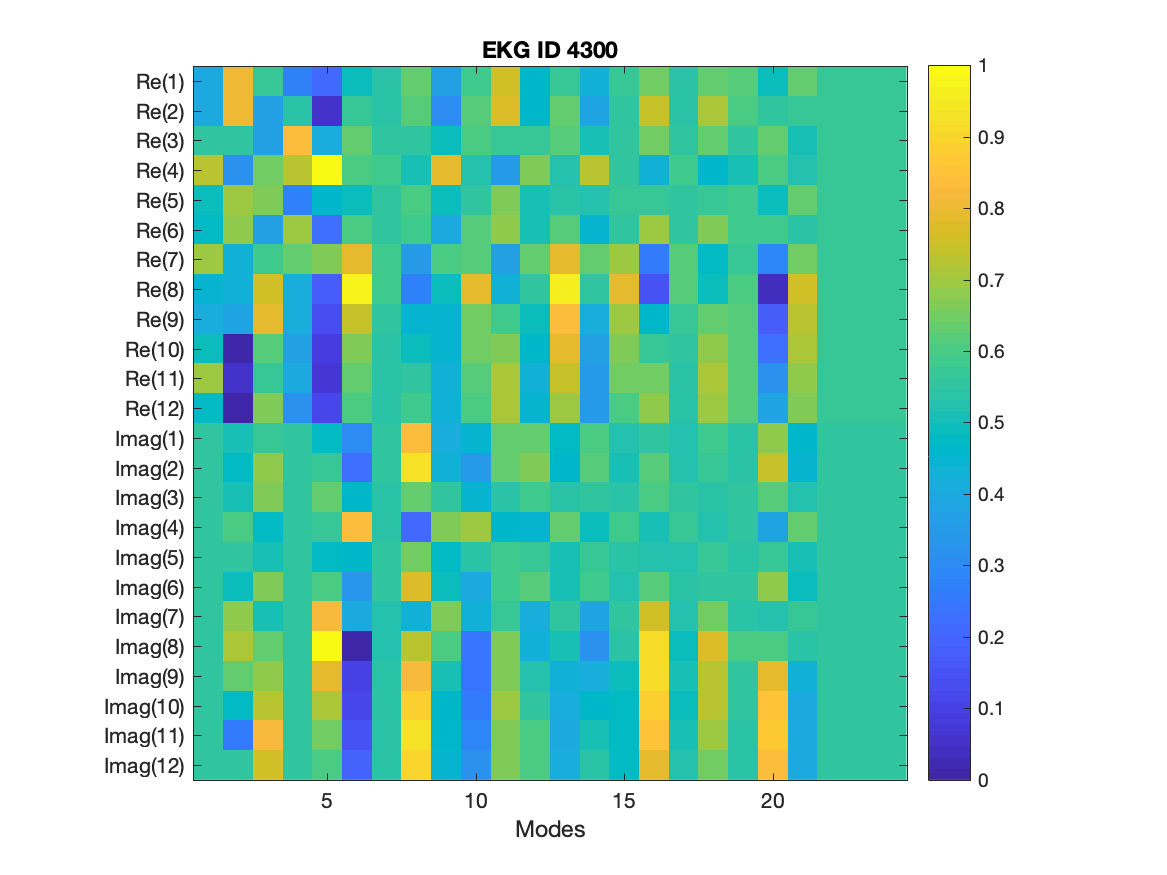 EKG ID 4300
Re(1)
Re(2)
Re(3)
Re(4)
Re(5)
Re(6)
Re(7)
Re(8)
Re(9)
Re(10)
Re(11)
Re(12)
Imag(1)
Imag(2)
Imag(3)
Imag(4)
Imag(5)
Imag(6)
Imag(7)
Imag(8)
Imag(9)
Imag(10)
Imag(11)
Imag(12)
5 10 15 20
Modes
1
0.9
0.8
0.7
0.6
0.5
0.4
0.3
0.2
0.1
0